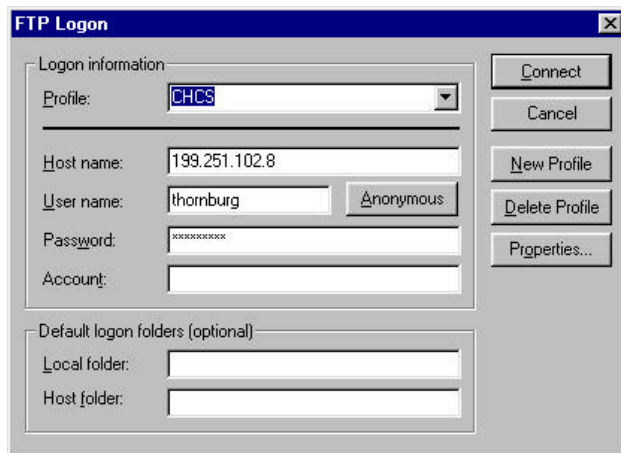 FTP Logon
Logon information
Profile: CHCS
Host name: 199.251.102.8
User name: thornburg Anonymous
Password: *********
Account:
Default logon folders (optional)
Local folder:
Host folder:
Connect
Cancel
New Profile
Delete Profile
Properties...